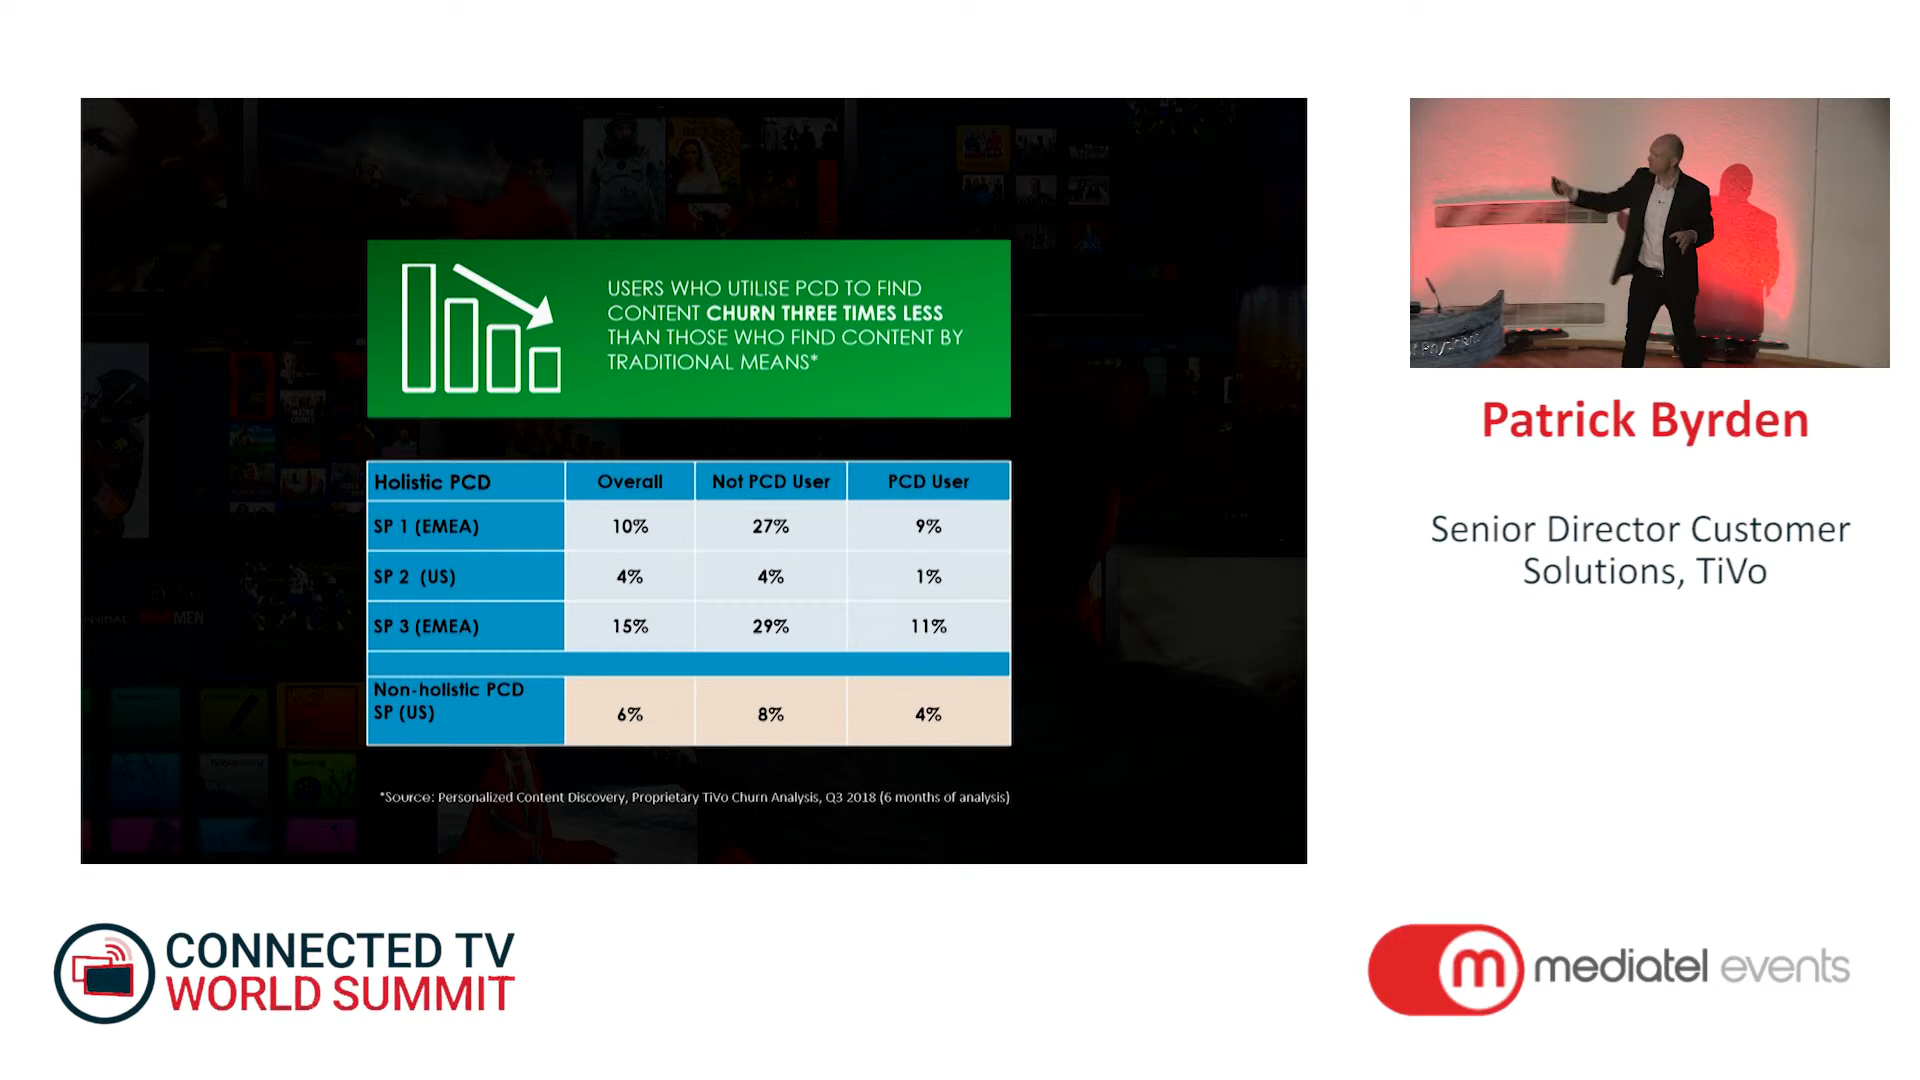 USERS WHO UTILISE PCD TO FIND
CONTENT CHURN THREE TIMES LESS
THAN THOSE WHO FIND CONTENT BY
TRADITIONAL MEANS*
Holistic PCD Overall Not PCD User PCD User
SP 1 (EMEA) 10% 27% 9%
SP 2 (US) 4% 4% 1%
SP 3 (EMEA) 15% 29% 11%
Non-holistic PCD
SP (US) 6% 8% 4%
*Source: Personalized Content Discovery, Proprietary TiVo Churn Analysis, Q3 2018 (6 months of analysis)
Patrick Byrden
Senior Director Customer
Solutions, TiVo
CONNECTED TV
WORLD SUMMIT
m mediatel events